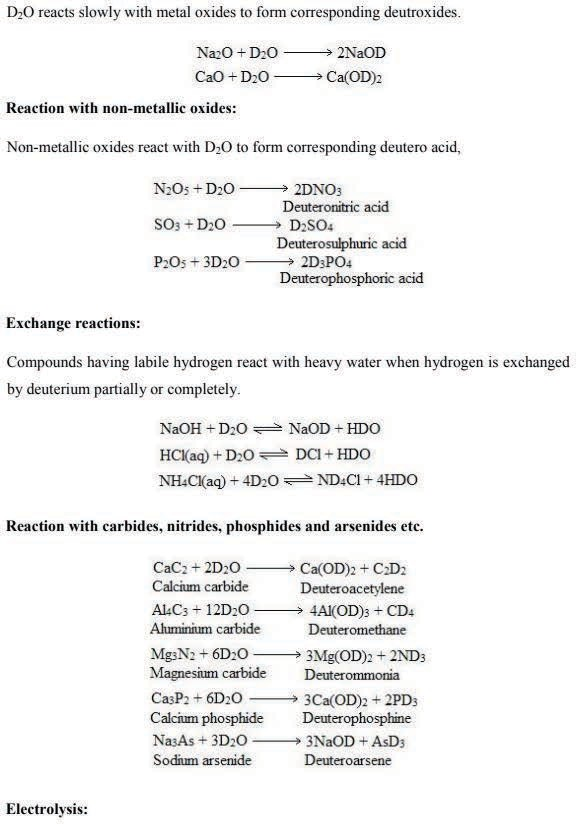 D₂O reacts slowly with metal oxides to form corresponding deutroxides.
Na₂O + D₂O ⟶ 2NaOD
CaO + D₂O ⟶ Ca(OD)₂
Reaction with non-metallic oxides:
Non-metallic oxides react with D₂O to form corresponding deutero acid,
N₂O₅ + D₂O ⟶ 2DNO₃
Deuteronitric acid
SO₃ + D₂O ⟶ D₂SO₄
Deuterosulphuric acid
P₂O₅ + 3D₂O ⟶ 2D₃PO₄
Deuterophosphoric acid
Exchange reactions:
Compounds having labile hydrogen react with heavy water when hydrogen is exchanged
by deuterium partially or completely.
NaOH + D₂O ⇌ NaOD + HDO
HCl(aq) + D₂O ⇌ DCl + HDO
NH₄Cl(aq) + 4D₂O ⇌ ND₄Cl + 4HDO
Reaction with carbides, nitrides, phosphides and arsenides etc.
CaC₂ + 2D₂O ⟶ Ca(OD)₂ + C₂D₂
Calcium carbide Deuteroacetylene
Al₄C₃ + 12D₂O ⟶ 4Al(OD)₃ + CD₄
Aluminium carbide Deuteromethane
Mg₃N₂ + 6D₂O ⟶ 3Mg(OD)₂ + 2ND₃
Magnesium carbide Deuterommonia
Ca₃P₂ + 6D₂O ⟶ 3Ca(OD)₂ + 2PD₃
Calcium phosphide Deuterophosphine
Na₃As + 3D₂O ⟶ 3NaOD + AsD₃
Sodium arsenide Deuteroarsene
Electrolysis: